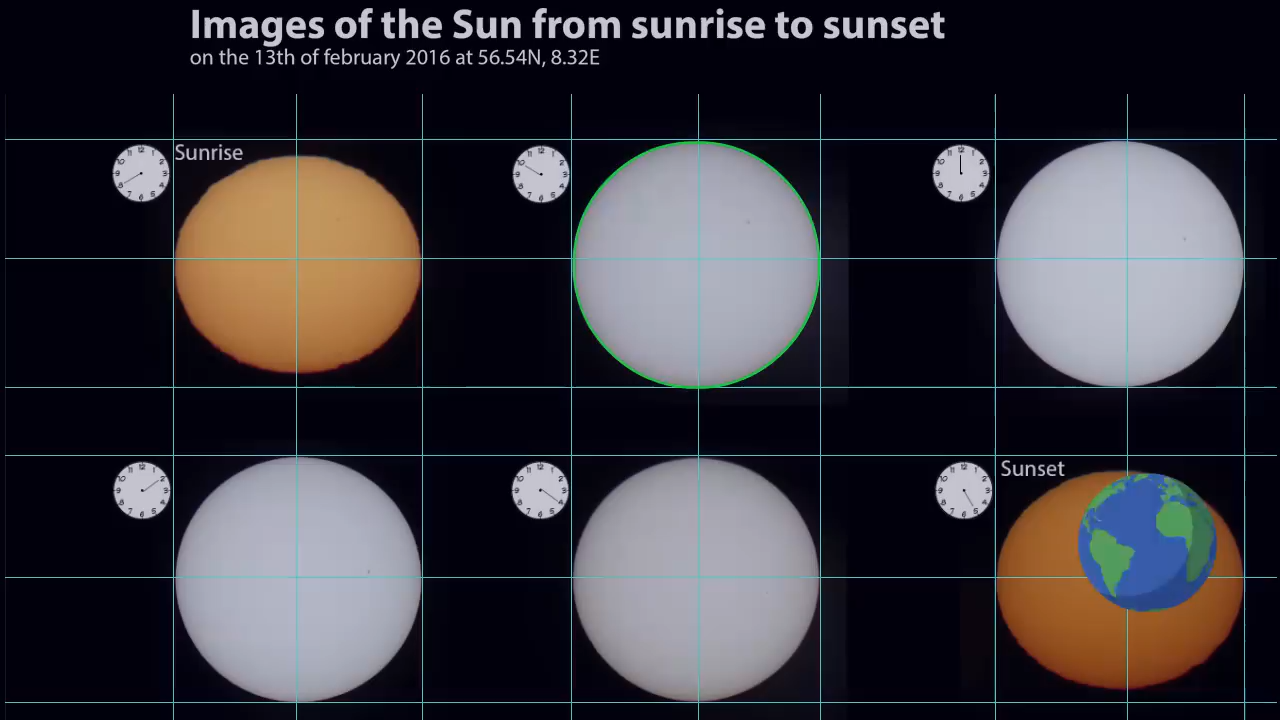 Images of the Sun from sunrise to sunset
on the 13th of february 2016 at 56.54N, 8.32E
Sunrise
Sunset